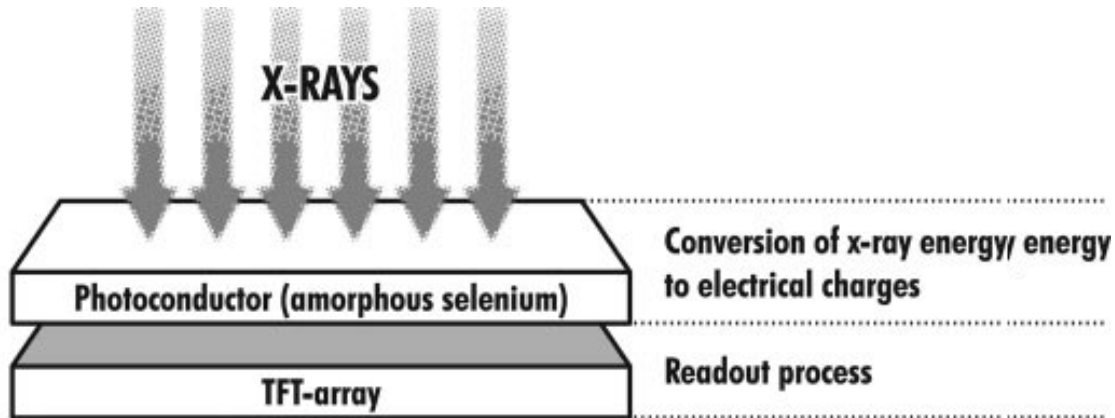 X-RAYS
Conversion of x-ray energy/ energy
to electrical charges
Photoconductor (amorphous selenium)
Readout process
TFT-array